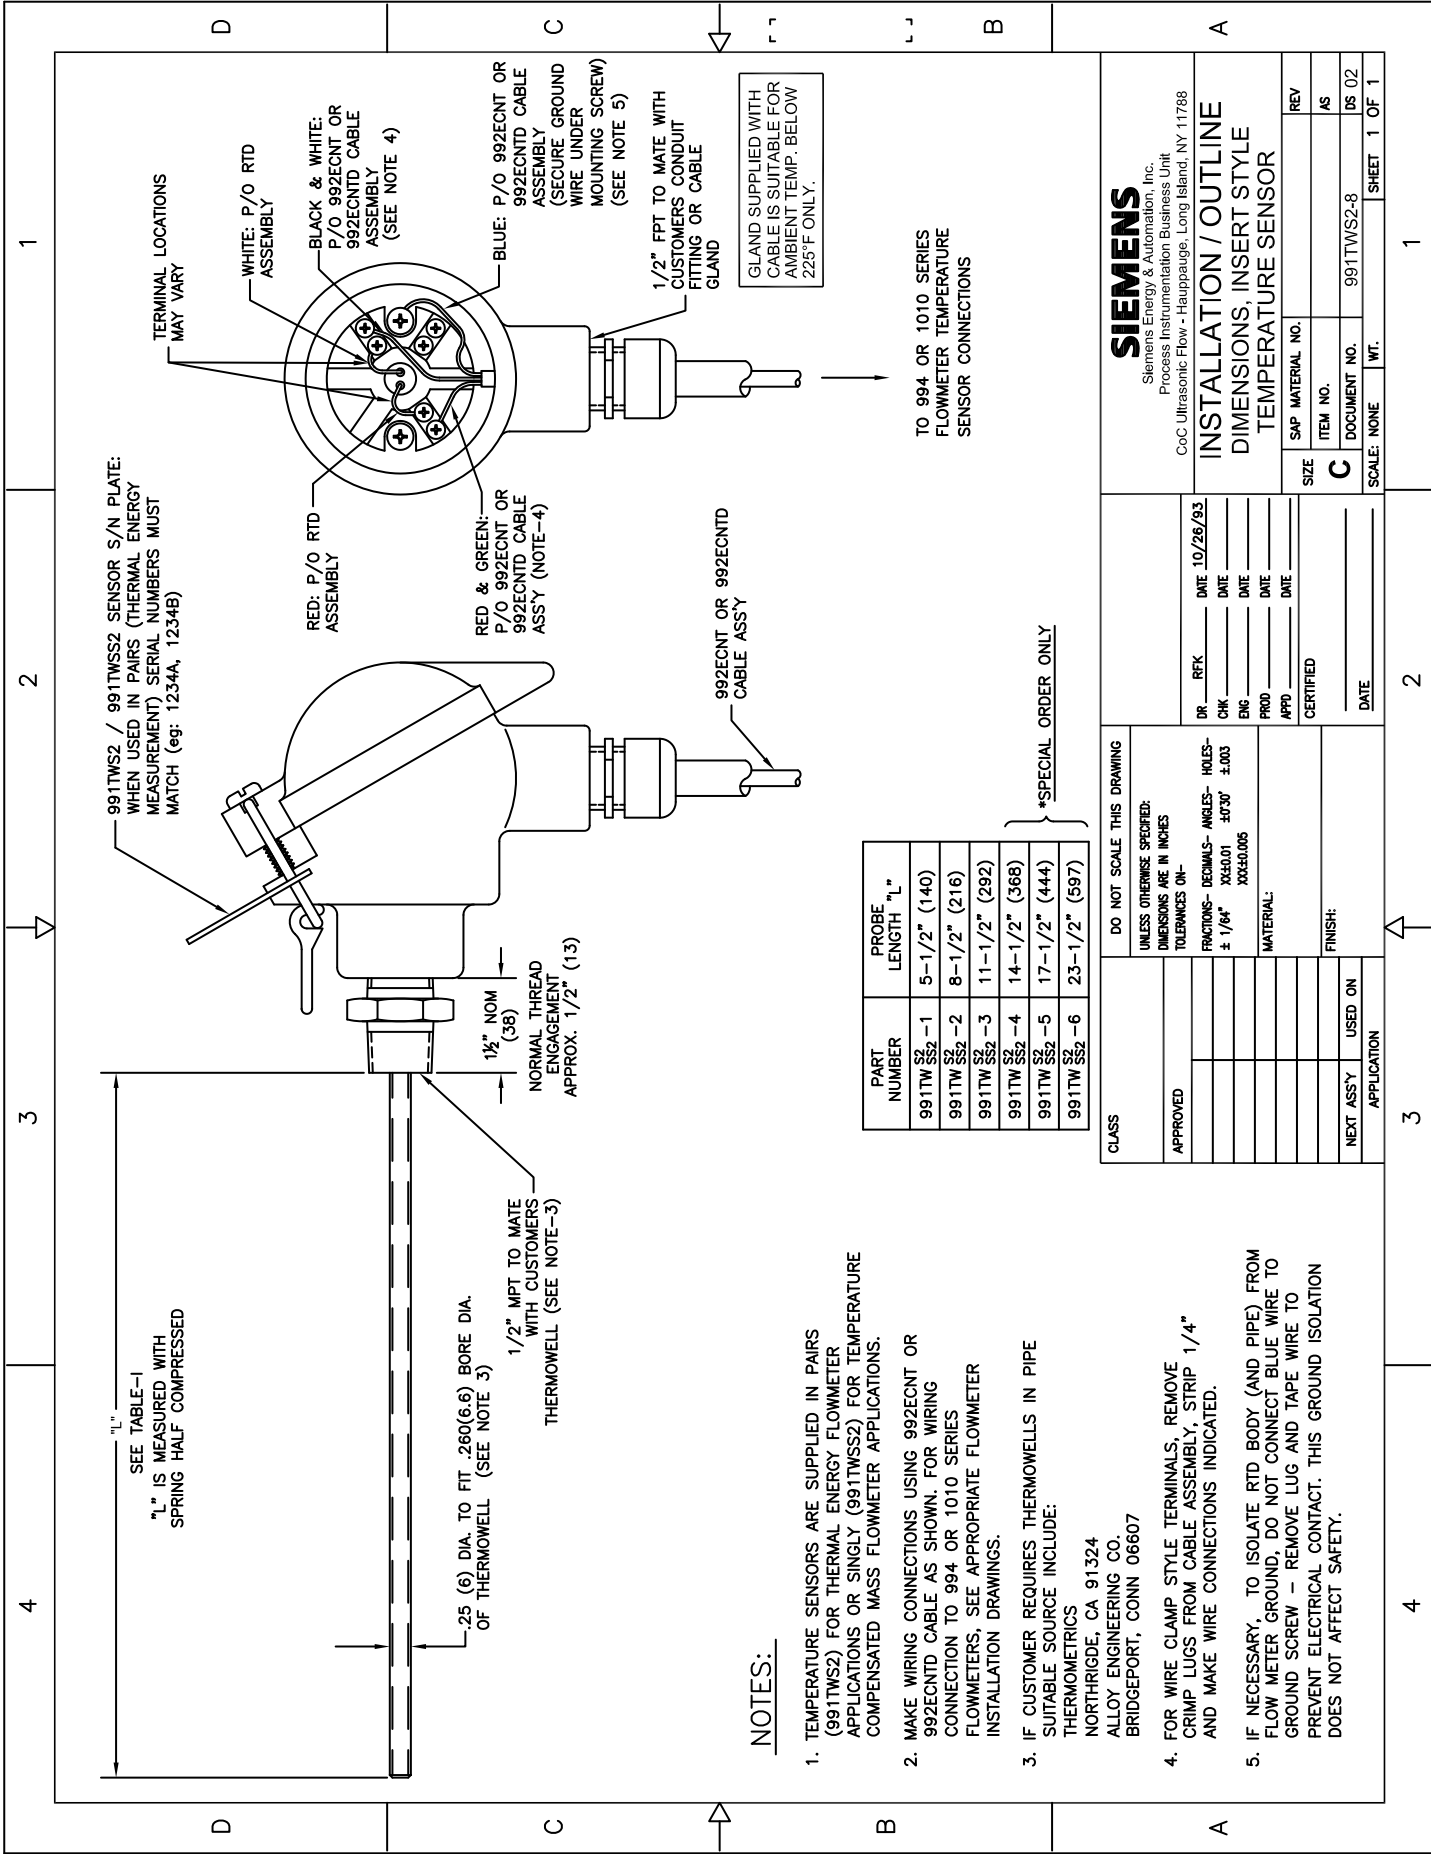 4
3
2
1
D
C
B
A
"L"
SEE TABLE-I
"L" IS MEASURED WITH
SPRING HALF COMPRESSED
.25 (6) DIA. TO FIT .260(6.6) BORE DIA.
OF THERMOWELL (SEE NOTE 3)
1/2" MPT TO MATE
WITH CUSTOMERS
THERMOWELL (SEE NOTE-3)
1½" NOM
(38)
NORMAL THREAD
ENGAGEMENT
APPROX. 1/2" (13)
991TWS2 / 991TWSS2 SENSOR S/N PLATE:
WHEN USED IN PAIRS (THERMAL ENERGY
MEASUREMENT) SERIAL NUMBERS MUST
MATCH (eg: 1234A, 1234B)
992ECNT OR 992ECNTD
CABLE ASS'Y
TERMINAL LOCATIONS
MAY VARY
WHITE: P/O RTD
ASSEMBLY
BLACK & WHITE:
P/O 992ECNT OR
992ECNTD CABLE
ASSEMBLY
(SEE NOTE 4)
RED: P/O RTD
ASSEMBLY
RED & GREEN:
P/O 992ECNT OR
992ECNTD CABLE
ASS'Y (NOTE-4)
BLUE: P/O 992ECNT OR
992ECNTD CABLE
ASSEMBLY
(SECURE GROUND
WIRE UNDER
MOUNTING SCREW)
(SEE NOTE 5)
1/2" FPT TO MATE WITH
CUSTOMERS CONDUIT
FITTING OR CABLE
GLAND
GLAND SUPPLIED WITH
CABLE IS SUITABLE FOR
AMBIENT TEMP. BELOW
225°F ONLY.
TO 994 OR 1010 SERIES
FLOWMETER TEMPERATURE
SENSOR CONNECTIONS
NOTES:
1. TEMPERATURE SENSORS ARE SUPPLIED IN PAIRS
(991TWS2) FOR THERMAL ENERGY FLOWMETER
APPLICATIONS OR SINGLY (991TWSS2) FOR TEMPERATURE
COMPENSATED MASS FLOWMETER APPLICATIONS.
2. MAKE WIRING CONNECTIONS USING 992ECNT OR
992ECNTD CABLE AS SHOWN. FOR WIRING
CONNECTION TO 994 OR 1010 SERIES
FLOWMETERS, SEE APPROPRIATE FLOWMETER
INSTALLATION DRAWINGS.
3. IF CUSTOMER REQUIRES THERMOWELLS IN PIPE
SUITABLE SOURCE INCLUDE:
THERMOMETRICS
NORTHRIGDE, CA 91324
ALLOY ENGINEERING CO.
BRIDGEPORT, CONN 06607
4. FOR WIRE CLAMP STYLE TERMINALS, REMOVE
CRIMP LUGS FROM CABLE ASSEMBLY, STRIP 1/4"
AND MAKE WIRE CONNECTIONS INDICATED.
5. IF NECESSARY, TO ISOLATE RTD BODY (AND PIPE) FROM
FLOW METER GROUND, DO NOT CONNECT BLUE WIRE TO
GROUND SCREW - REMOVE LUG AND TAPE WIRE TO
PREVENT ELECTRICAL CONTACT. THIS GROUND ISOLATION
DOES NOT AFFECT SAFETY.
PART NUMBER PROBE LENGTH "L"
991TW S2 SS2 -1 5-1/2" (140)
991TW S2 SS2 -2 8-1/2" (216)
991TW S2 SS2 -3 11-1/2" (292)
991TW S2 SS2 -4 14-1/2" (368)
991TW S2 SS2 -5 17-1/2" (444)
991TW S2 SS2 -6 23-1/2" (597)
*SPECIAL ORDER ONLY
CLASS
APPROVED
NEXT ASS'Y USED ON
APPLICATION
DO NOT SCALE THIS DRAWING
UNLESS OTHERWISE SPECIFIED:
DIMENSIONS ARE IN INCHES
TOLERANCES ON-
FRACTIONS- DECIMALS- ANGLES- HOLES-
± 1/64" XX±0.01 ±0°30' ±.003
XXX±0.005
MATERIAL:
FINISH:
DR RFK DATE 10/26/93
CHK DATE
ENG DATE
PROD DATE
APPD DATE
CERTIFIED
DATE
SIEMENS
Siemens Energy & Automation, Inc.
Process Instrumentation Business Unit
CoC Ultrasonic Flow - Hauppauge, Long Island, NY 11788
INSTALLATION / OUTLINE
DIMENSIONS, INSERT STYLE
TEMPERATURE SENSOR
SIZE
C
SAP MATERIAL NO. REV
ITEM NO. AS
DOCUMENT NO. 991TWS2-8 DS 02
SCALE: NONE WT. SHEET 1 OF 1
D
C
B
A
4
3
2
1